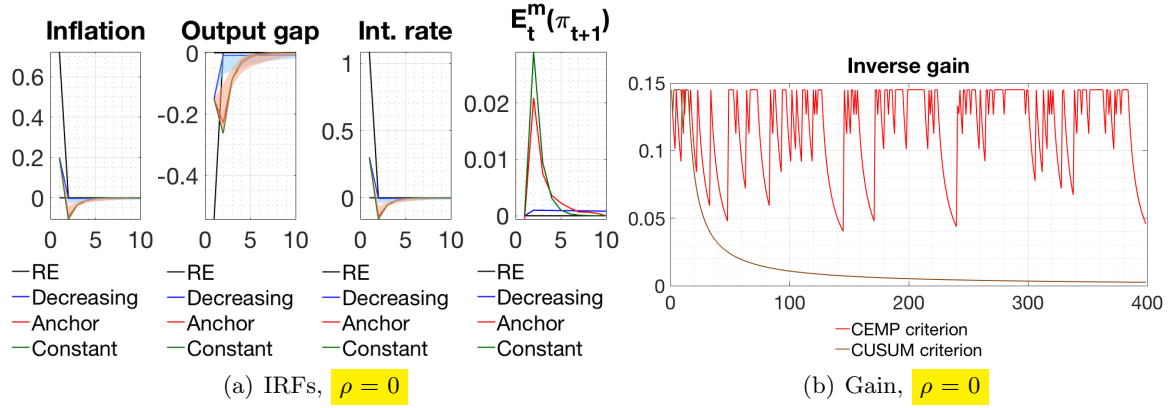 Inflation
0.6
0.4
0.2
0
0 5 10
RE
Decreasing
Anchor
Constant
Output gap
0
-0.2
-0.4
0 5 10
RE
Decreasing
Anchor
Constant
Int. rate
1
0.5
0
0 5 10
RE
Decreasing
Anchor
Constant
E_t^m(π_{t+1})
0.02
0.01
0
0 5 10
RE
Decreasing
Anchor
Constant
(a) IRFs, ρ = 0
Inverse gain
0.15
0.1
0.05
0
0 100 200 300 400
CEMP criterion
CUSUM criterion
(b) Gain, ρ = 0